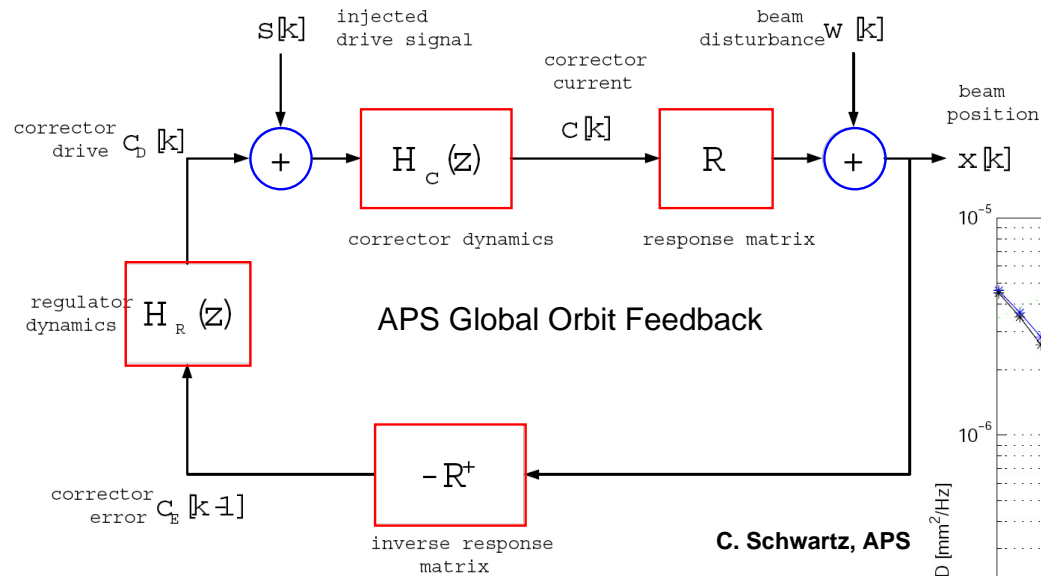 s[k]
injected
drive signal
beam
disturbance
w[k]
corrector
drive
C_D[k]
+
H_C(z)
corrector dynamics
corrector
current
c[k]
R
response matrix
+
beam
position
x[k]
regulator
dynamics
H_R(z)
APS Global Orbit Feedback
corrector
error
C_E[k-1]
-R⁺
inverse response
matrix
C. Schwartz, APS
10⁻⁵
10⁻⁶
D [mm²/Hz]